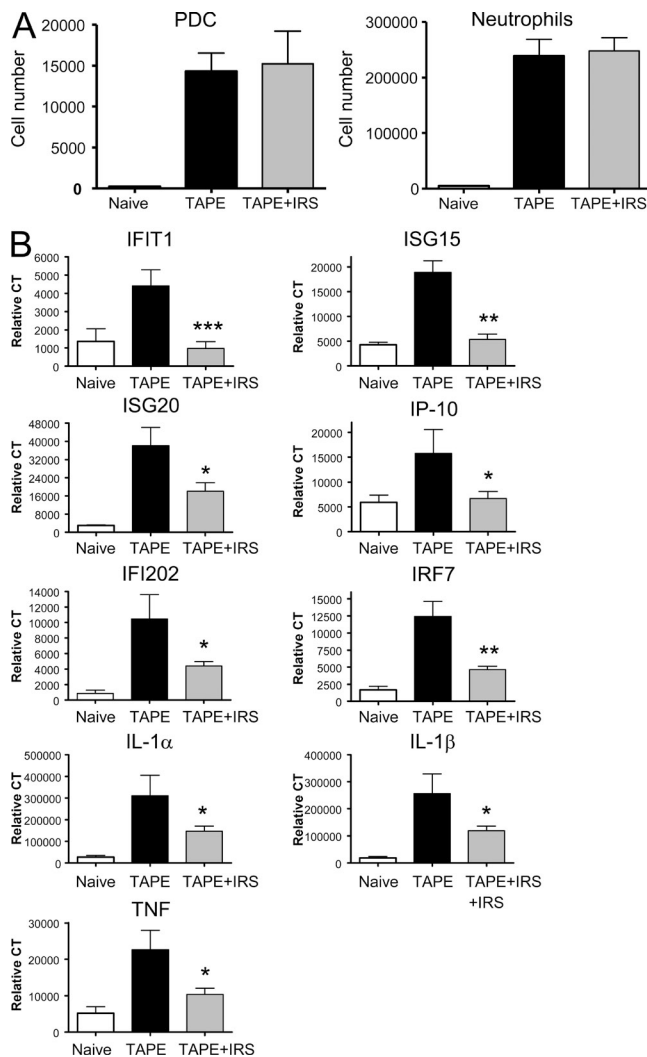 A
PDC
Neutrophils
Cell number
20000
15000
10000
5000
0
Naive TAPE TAPE+IRS
Cell number
300000
200000
100000
0
Naive TAPE TAPE+IRS
B
IFIT1
Relative CT
6000
5000
4000
3000
2000
1000
0
***
Naive TAPE TAPE+IRS
ISG15
Relative CT
20000
15000
10000
5000
0
**
Naive TAPE TAPE+IRS
ISG20
Relative CT
48000
40000
32000
24000
16000
8000
0
*
Naive TAPE TAPE+IRS
IP-10
Relative CT
20000
15000
10000
5000
0
*
Naive TAPE TAPE+IRS
IFI202
Relative CT
14000
12000
10000
8000
6000
4000
2000
0
*
Naive TAPE TAPE+IRS
IRF7
Relative CT
15000
12500
10000
7500
5000
2500
0
**
Naive TAPE TAPE+IRS
IL-1α
Relative CT
500000
400000
300000
200000
100000
0
*
Naive TAPE TAPE+IRS
IL-1β
Relative CT
400000
300000
200000
100000
0
*
Naive TAPE TAPE+IRS
+IRS
TNF
Relative CT
30000
20000
10000
0
*
Naive TAPE TAPE+IRS